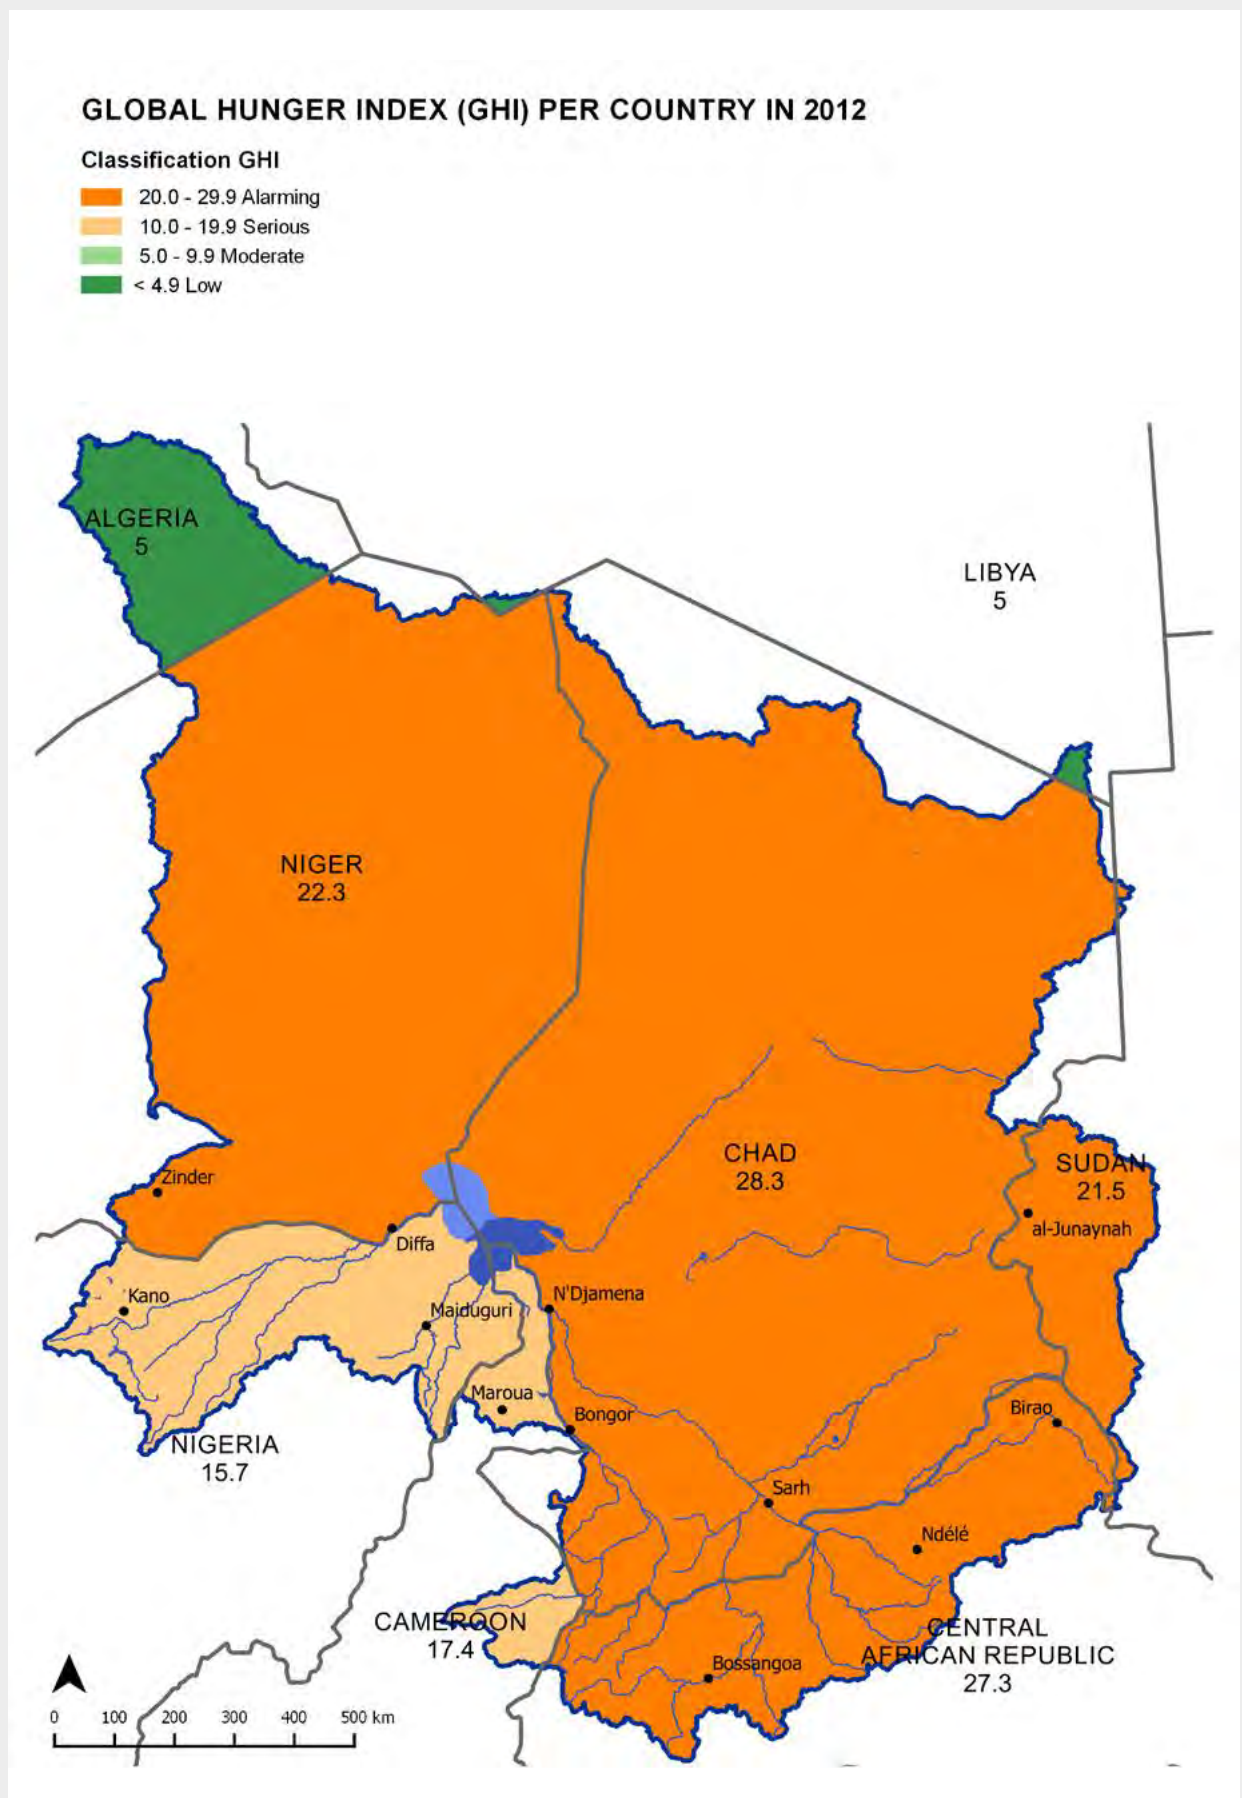 GLOBAL HUNGER INDEX (GHI) PER COUNTRY IN 2012
Classification GHI
20.0 - 29.9 Alarming
10.0 - 19.9 Serious
5.0 - 9.9 Moderate
< 4.9 Low
ALGERIA
5
LIBYA
5
NIGER
22.3
CHAD
28.3
SUDAN
21.5
Zinder
al-Junaynah
Diffa
Kano
N'Djamena
Maiduguri
Maroua
Bongor
Birao
NIGERIA
15.7
Sarh
Ndélé
CAMEROON
17.4
CENTRAL
AFRICAN REPUBLIC
27.3
Bossangoa
0 100 200 300 400 500 km